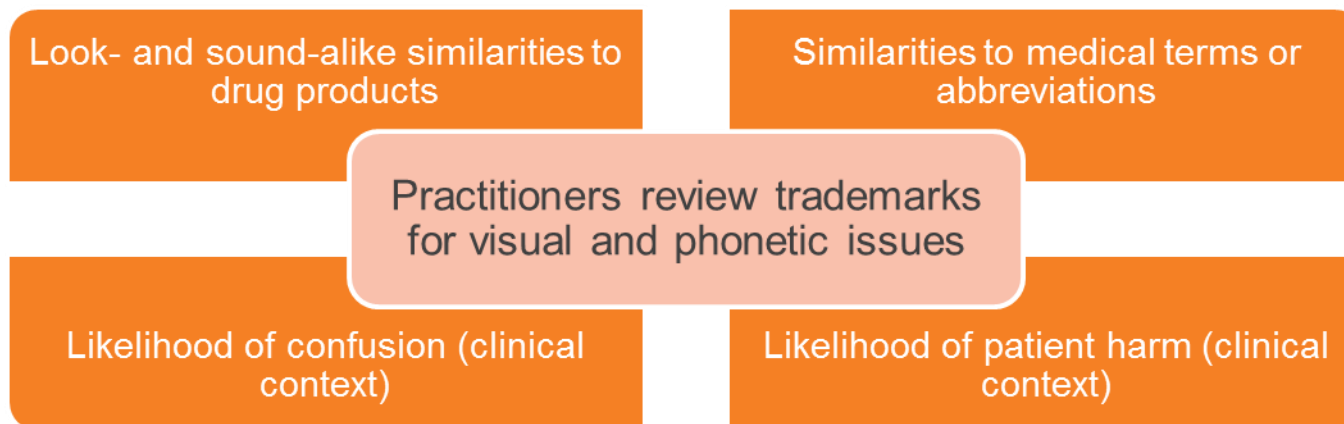 Look- and sound-alike similarities to
drug products
Similarities to medical terms or
abbreviations
Practitioners review trademarks
for visual and phonetic issues
Likelihood of confusion (clinical
context)
Likelihood of patient harm (clinical
context)